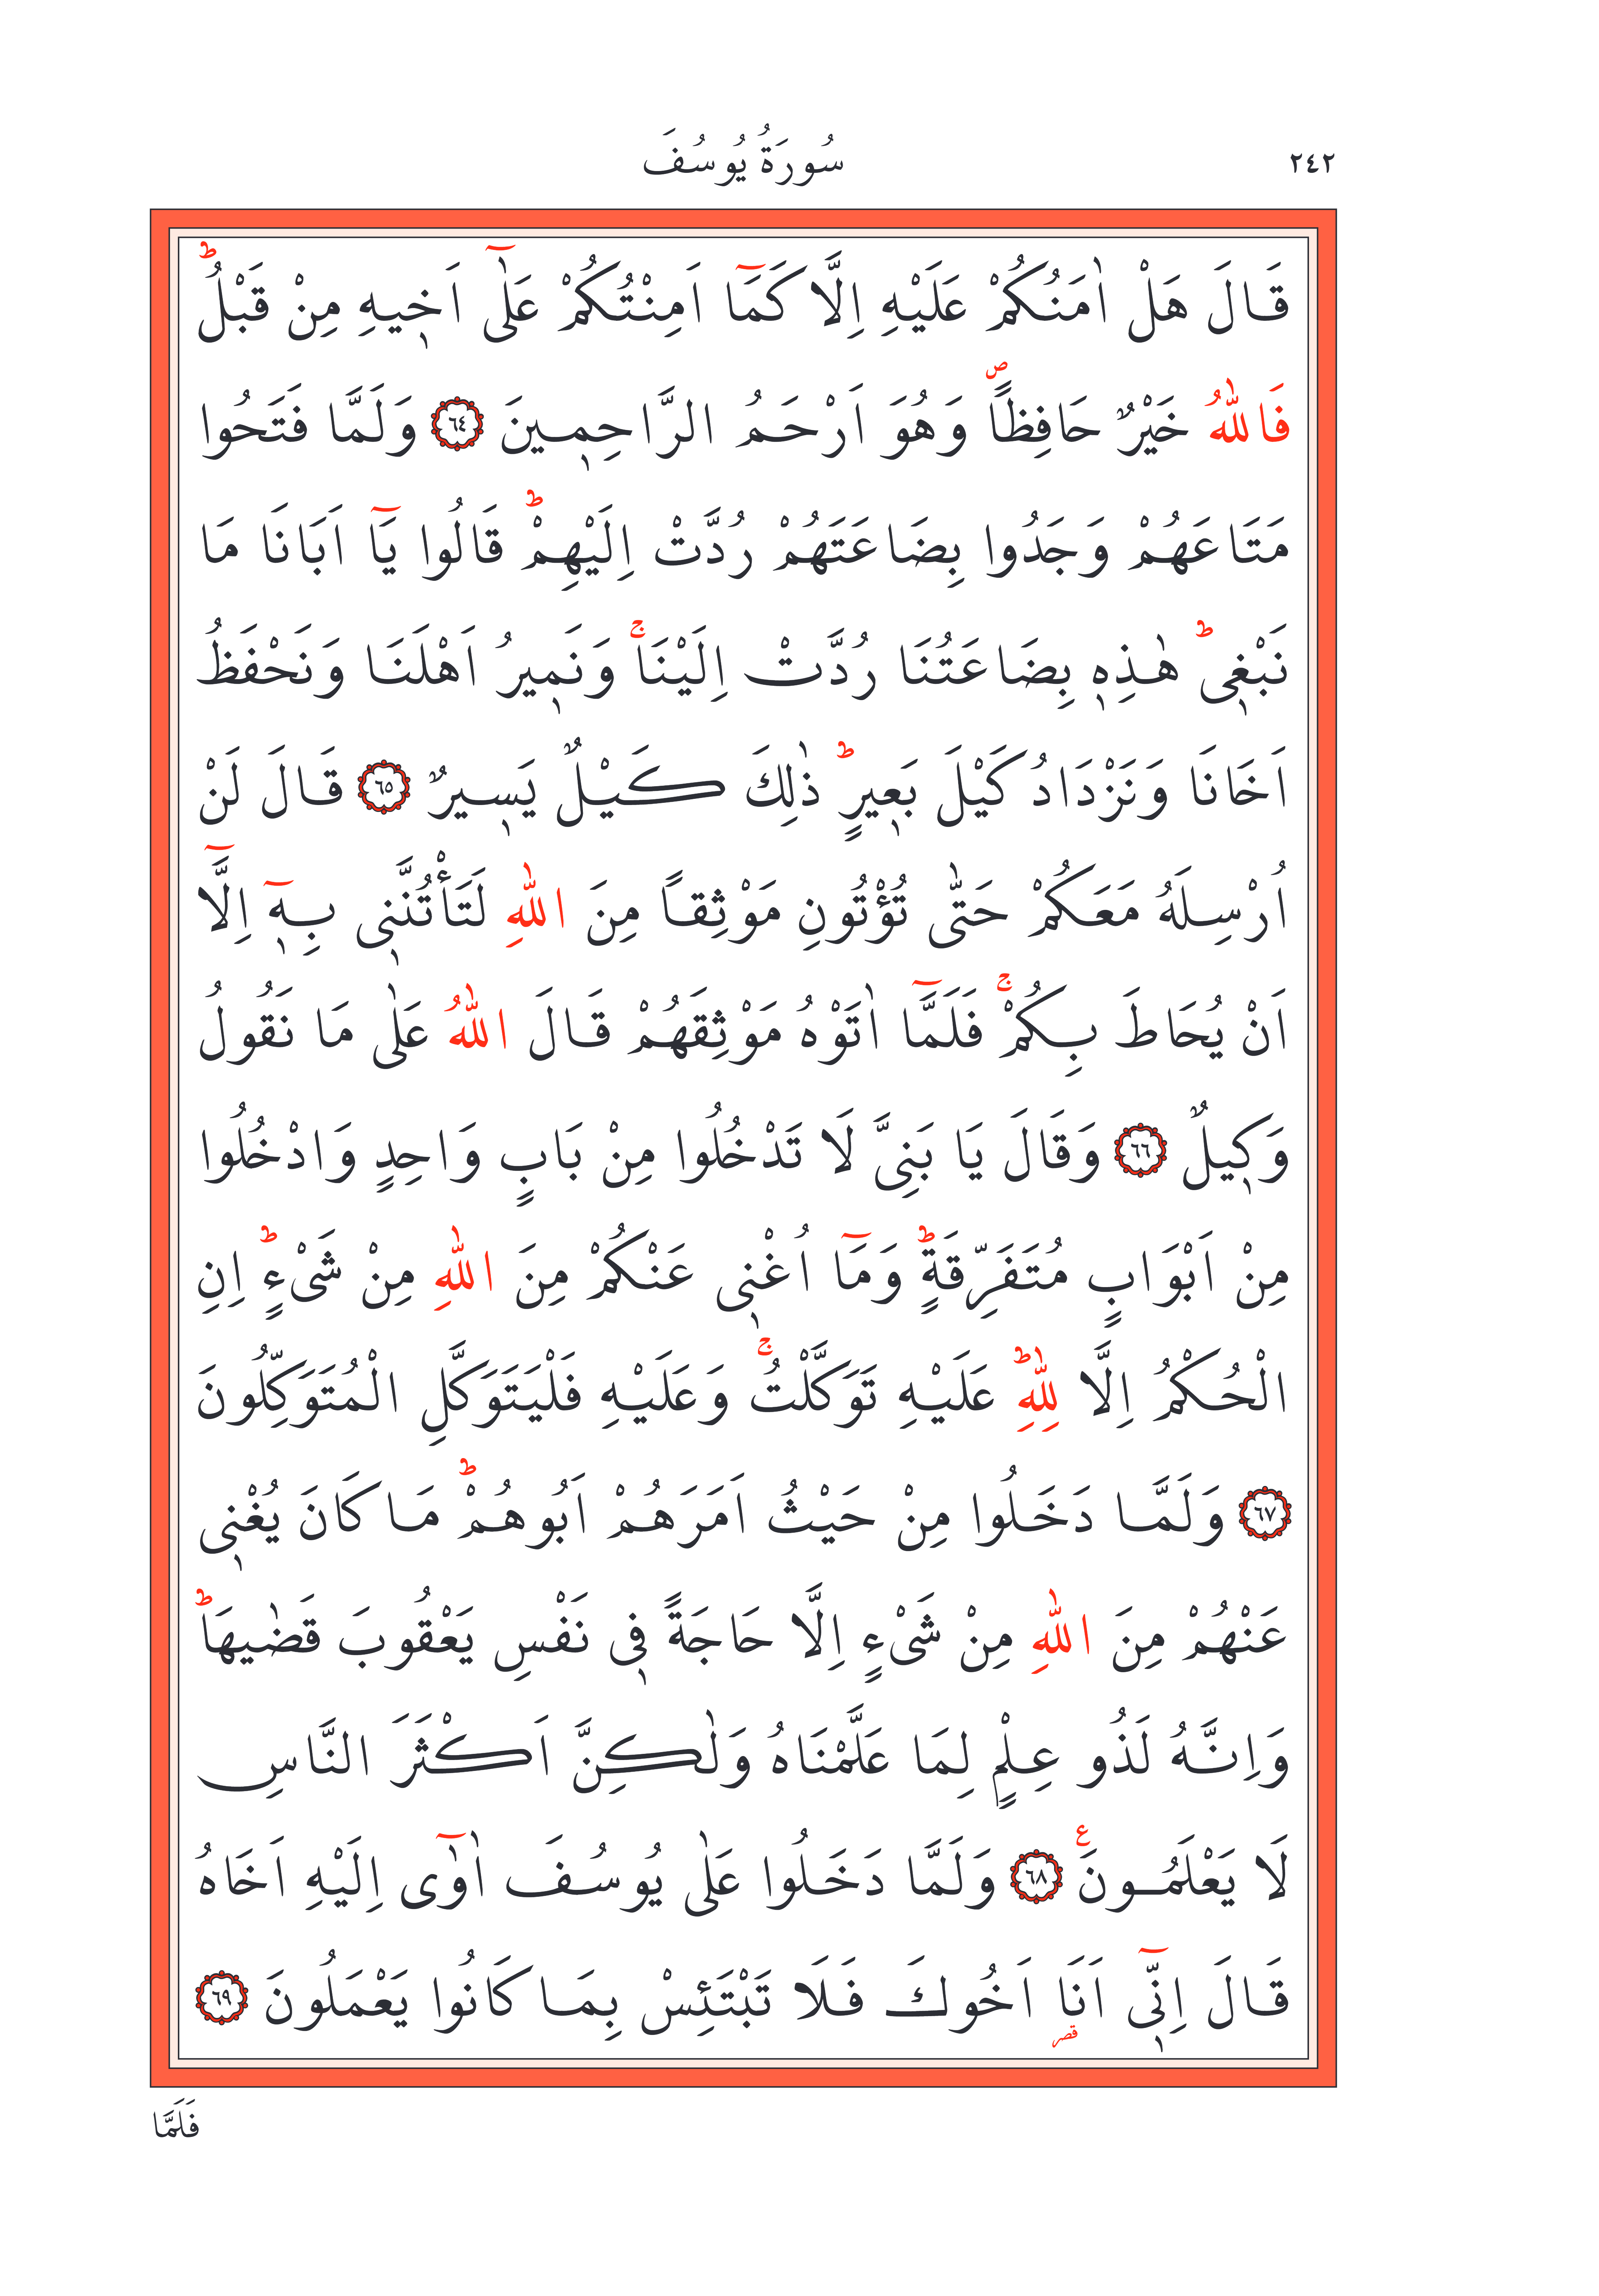 ٢٤٢
سُورَةُ يُوسُفَ
قَالَ هَلْ اٰمَنُكُمْ عَلَيْهِ اِلَّا كَمَٓا اَمِنْتُكُمْ عَلٰٓى اَخ۪يهِ مِنْ قَبْلُۜ
فَاللّٰهُ خَيْرٌ حَافِظًاۖ وَهُوَ اَرْحَمُ الرَّاحِم۪ينَ ﴿٦٤﴾ وَلَمَّا فَتَحُوا
مَتَاعَهُمْ وَجَدُوا بِضَاعَتَهُمْ رُدَّتْ اِلَيْهِمْۜ قَالُوا يَٓا اَبَانَا مَا
نَبْغ۪يۜ هٰذِه۪ بِضَاعَتُنَا رُدَّتْ اِلَيْنَاۚ وَنَم۪يرُ اَهْلَنَا وَنَحْفَظُ
اَخَانَا وَنَزْدَادُ كَيْلَ بَع۪يرٍۜ ذٰلِكَ كَيْلٌ يَس۪يرٌ ﴿٦٥﴾ قَالَ لَنْ
اُرْسِلَهُ مَعَكُمْ حَتّٰى تُؤْتُونِ مَوْثِقًا مِنَ اللّٰهِ لَتَأْتُنَّن۪ي بِه۪ٓ اِلَّٓا
اَنْ يُحَاطَ بِكُمْۚ فَلَمَّٓا اٰتَوْهُ مَوْثِقَهُمْ قَالَ اللّٰهُ عَلٰى مَا نَقُولُ
وَك۪يلٌ ﴿٦٦﴾ وَقَالَ يَا بَنِيَّ لَا تَدْخُلُوا مِنْ بَابٍ وَاحِدٍ وَادْخُلُوا
مِنْ اَبْوَابٍ مُتَفَرِّقَةٍۜ وَمَٓا اُغْن۪ي عَنْكُمْ مِنَ اللّٰهِ مِنْ شَيْءٍۜ اِنِ
الْحُكْمُ اِلَّا لِلّٰهِۜ عَلَيْهِ تَوَكَّلْتُۚ وَعَلَيْهِ فَلْيَتَوَكَّلِ الْمُتَوَكِّلُونَ
﴿٦٧﴾ وَلَمَّا دَخَلُوا مِنْ حَيْثُ اَمَرَهُمْ اَبُوهُمْۜ مَا كَانَ يُغْن۪ي
عَنْهُمْ مِنَ اللّٰهِ مِنْ شَيْءٍ اِلَّا حَاجَةً ف۪ي نَفْسِ يَعْقُوبَ قَضٰيهَاۜ
وَاِنَّهُ لَذُو عِلْمٍ لِمَا عَلَّمْنَاهُ وَلٰكِنَّ اَكْثَرَ النَّاسِ
لَا يَعْلَمُونَ۟ ع ﴿٦٨﴾ وَلَمَّا دَخَلُوا عَلٰى يُوسُفَ اٰوٰٓى اِلَيْهِ اَخَاهُ
قَالَ اِنّ۪ٓي اَنَا۬ قصر اَخُوكَ فَلَا تَبْتَئِسْ بِمَا كَانُوا يَعْمَلُونَ ﴿٦٩﴾
فَلَمَّا